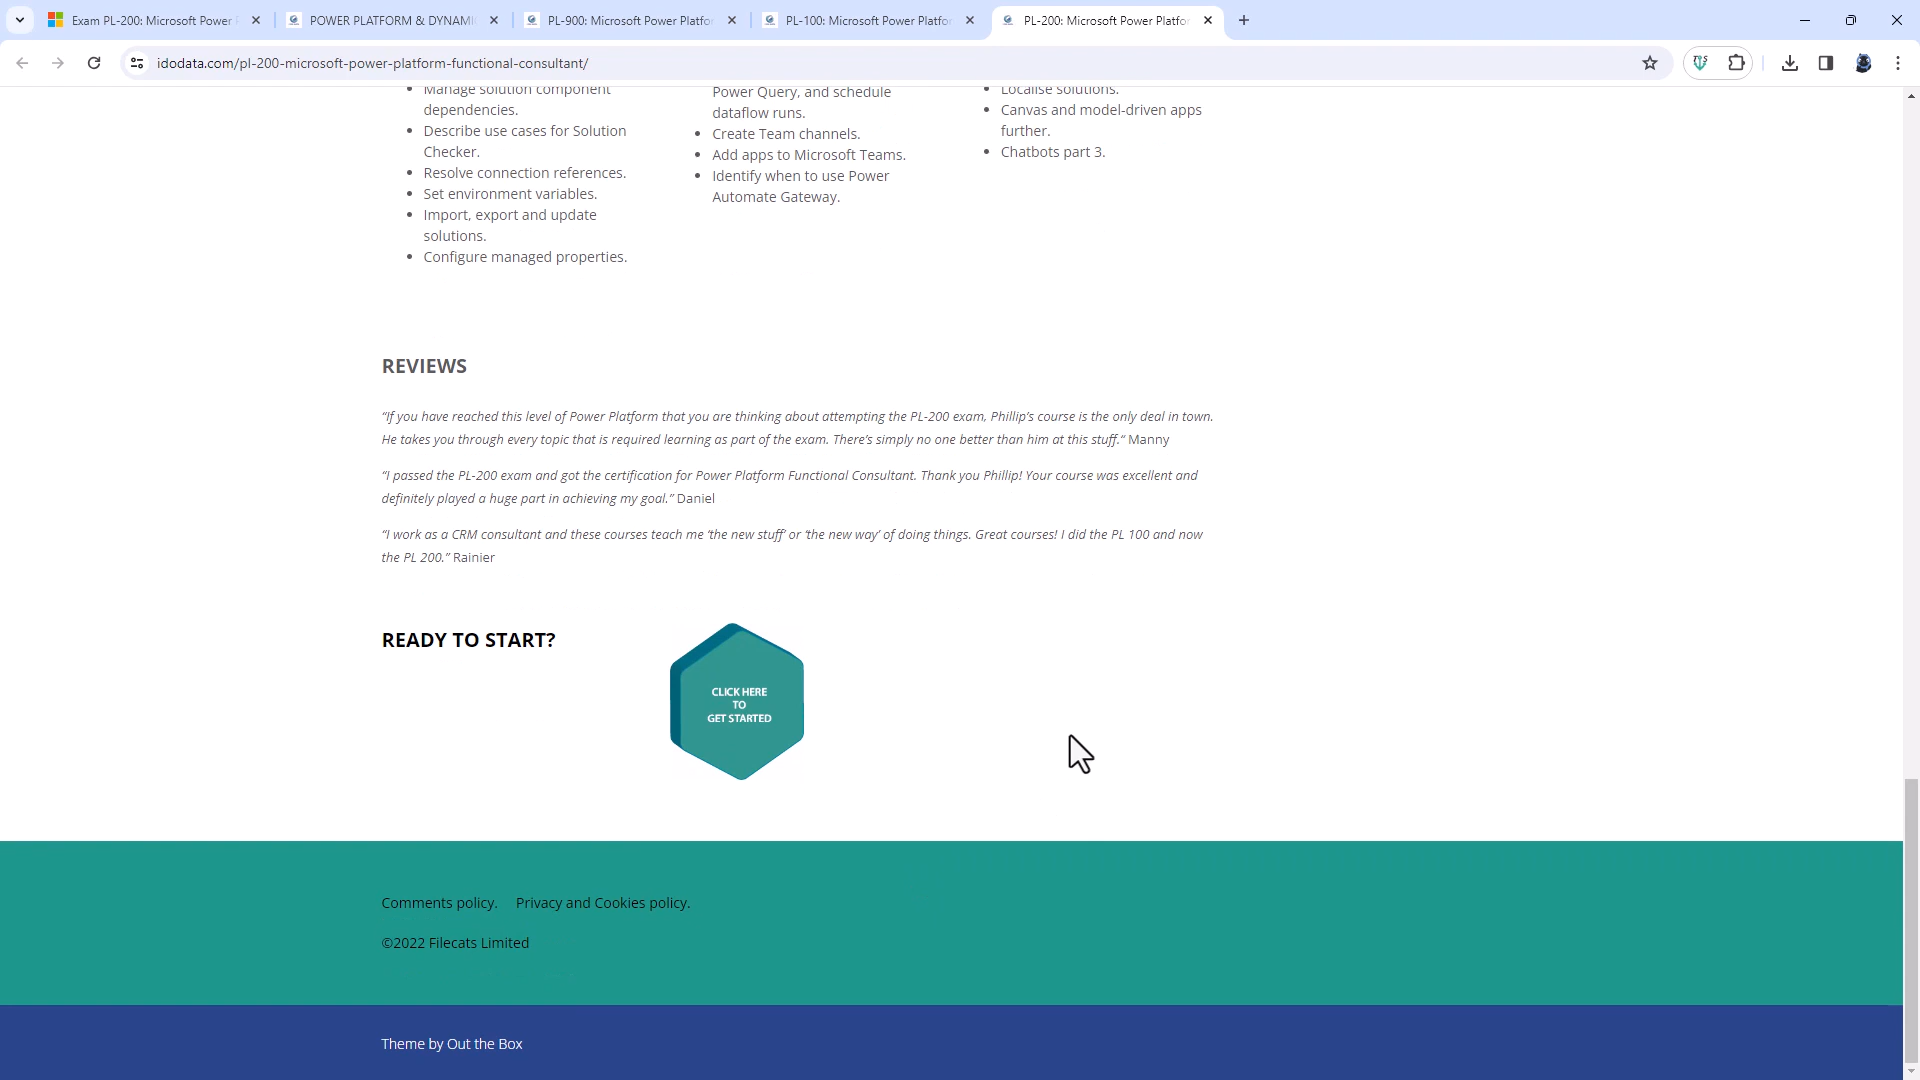 Exam PL-200: Microsoft Power
POWER PLATFORM & DYNAMI
PL-900: Microsoft Power Platfo
PL-100: Microsoft Power Platfo
PL-200: Microsoft Power Platfo
idodata.com/pl-200-microsoft-power-platform-functional-consultant/
Manage solution component
dependencies.
Describe use cases for Solution
Checker.
Resolve connection references.
Set environment variables.
Import, export and update
solutions.
Configure managed properties.
Power Query, and schedule
dataflow runs.
Create Team channels.
Add apps to Microsoft Teams.
Identify when to use Power
Automate Gateway.
Localise solutions.
Canvas and model-driven apps
further.
Chatbots part 3.
REVIEWS
“If you have reached this level of Power Platform that you are thinking about attempting the PL-200 exam, Phillip’s course is the only deal in town.
He takes you through every topic that is required learning as part of the exam. There’s simply no one better than him at this stuff.“ Manny
“I passed the PL-200 exam and got the certification for Power Platform Functional Consultant. Thank you Phillip! Your course was excellent and
definitely played a huge part in achieving my goal.” Daniel
“I work as a CRM consultant and these courses teach me ‘the new stuff’ or ‘the new way’ of doing things. Great courses! I did the PL 100 and now
the PL 200.” Rainier
READY TO START?
CLICK HERE
TO
GET STARTED
Comments policy. Privacy and Cookies policy.
©2022 Filecats Limited
Theme by Out the Box